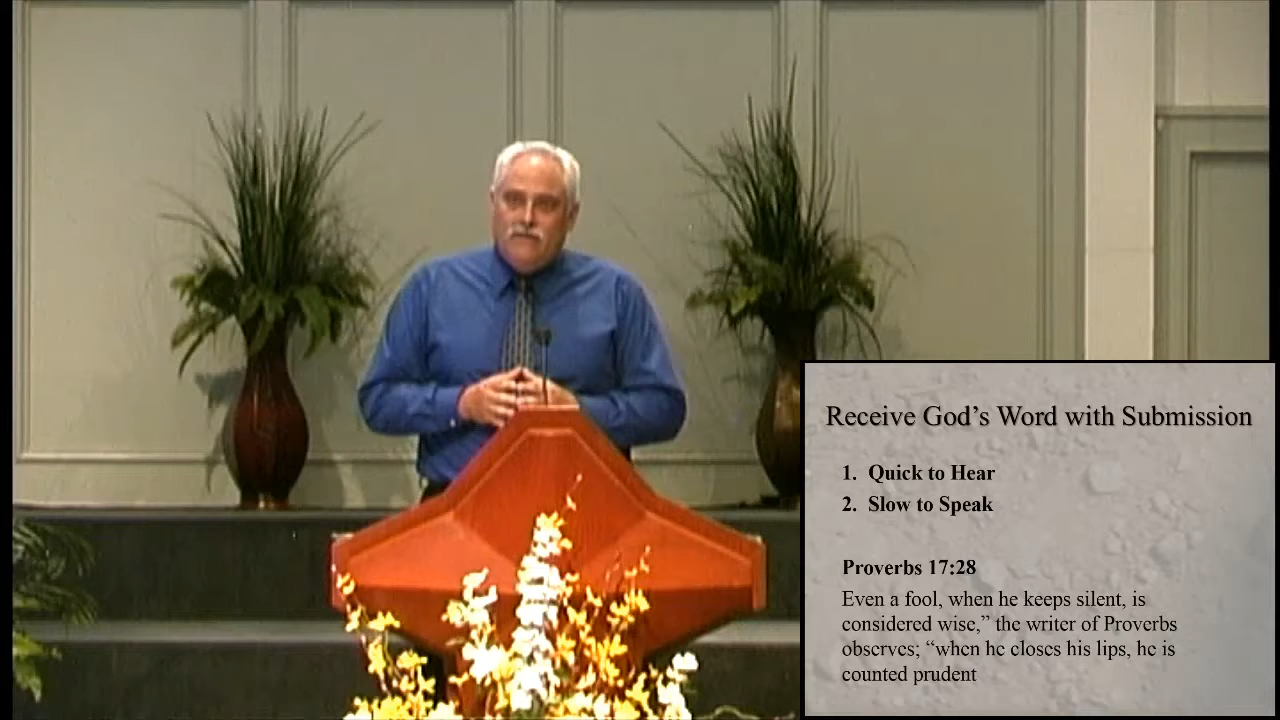 Receive God’s Word with Submission
1. Quick to Hear
2. Slow to Speak
Proverbs 17:28
Even a fool, when he keeps silent, is
considered wise,” the writer of Proverbs
observes; “when he closes his lips, he is
counted prudent